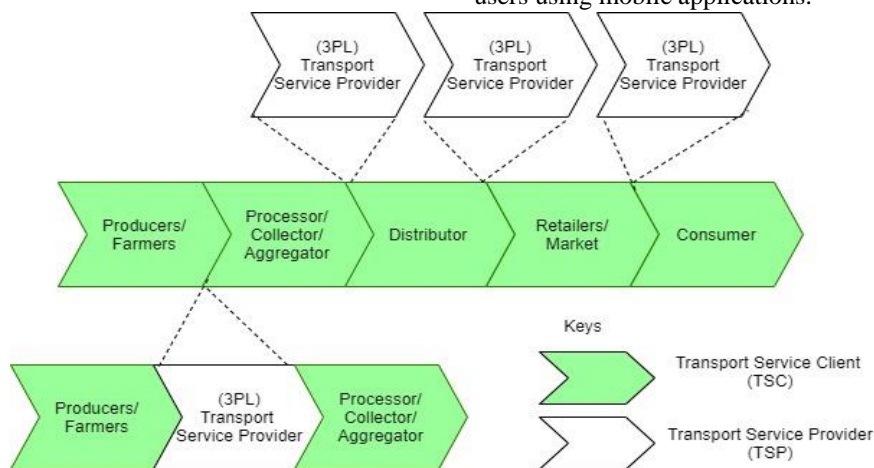 users using mobile applications.
(3PL)
Transport
Service Provider
(3PL)
Transport
Service Provider
(3PL)
Transport
Service Provider
Producers/
Farmers
Processor/
Collector/
Aggregator
Distributor
Retailers/
Market
Consumer
Producers/
Farmers
(3PL)
Transport
Service Provider
Processor/
Collector/
Aggregator
Keys
Transport Service Client
(TSC)
Transport Service Provider
(TSP)